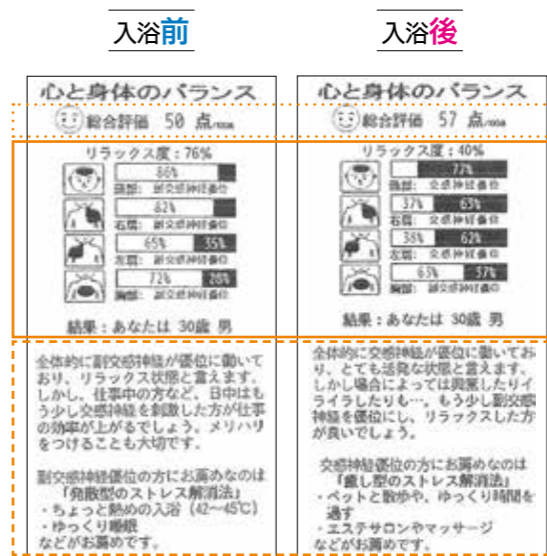 入浴前
心と身体のバランス
総合評価 50 点/100点
リラックス度:76%
86%
頭部: 副交感神経優位
82%
右肩: 副交感神経優位
65% 35%
左肩: 副交感神経優位
72% 28%
胸部: 副交感神経優位
結果:あなたは 30歳 男
全体的に副交感神経が優位に働いて
おり、リラックス状態と言えます。
しかし、仕事中の方など、日中はも
う少し交感神経を刺激した方が仕事
の効率が上がるでしょう。メリハリ
をつけることも大切です。
副交感神経優位の方にお薦めなのは
「発散型のストレス解消法」
・ちょっと熱めの入浴(42〜45℃)
・ゆっくり睡眠
などがお薦めです。
入浴後
心と身体のバランス
総合評価 57 点/100点
リラックス度:40%
77%
頭部: 交感神経優位
37% 63%
右肩: 交感神経優位
38% 62%
左肩: 交感神経優位
63% 37%
胸部: 副交感神経優位
結果:あなたは 30歳 男
全体的に交感神経が優位に働いてお
り、とても活発な状態と言えます。
しかし場合によっては興奮したりイ
ライラしたりも…。もう少し副交感
神経を優位にし、リラックスした方
が良いでしょう。
交感神経優位の方にお薦めなのは
「癒し型のストレス解消法」
・ペットと散歩や、ゆっくり時間を
過す
・エステサロンやマッサージ
などがお薦めです。